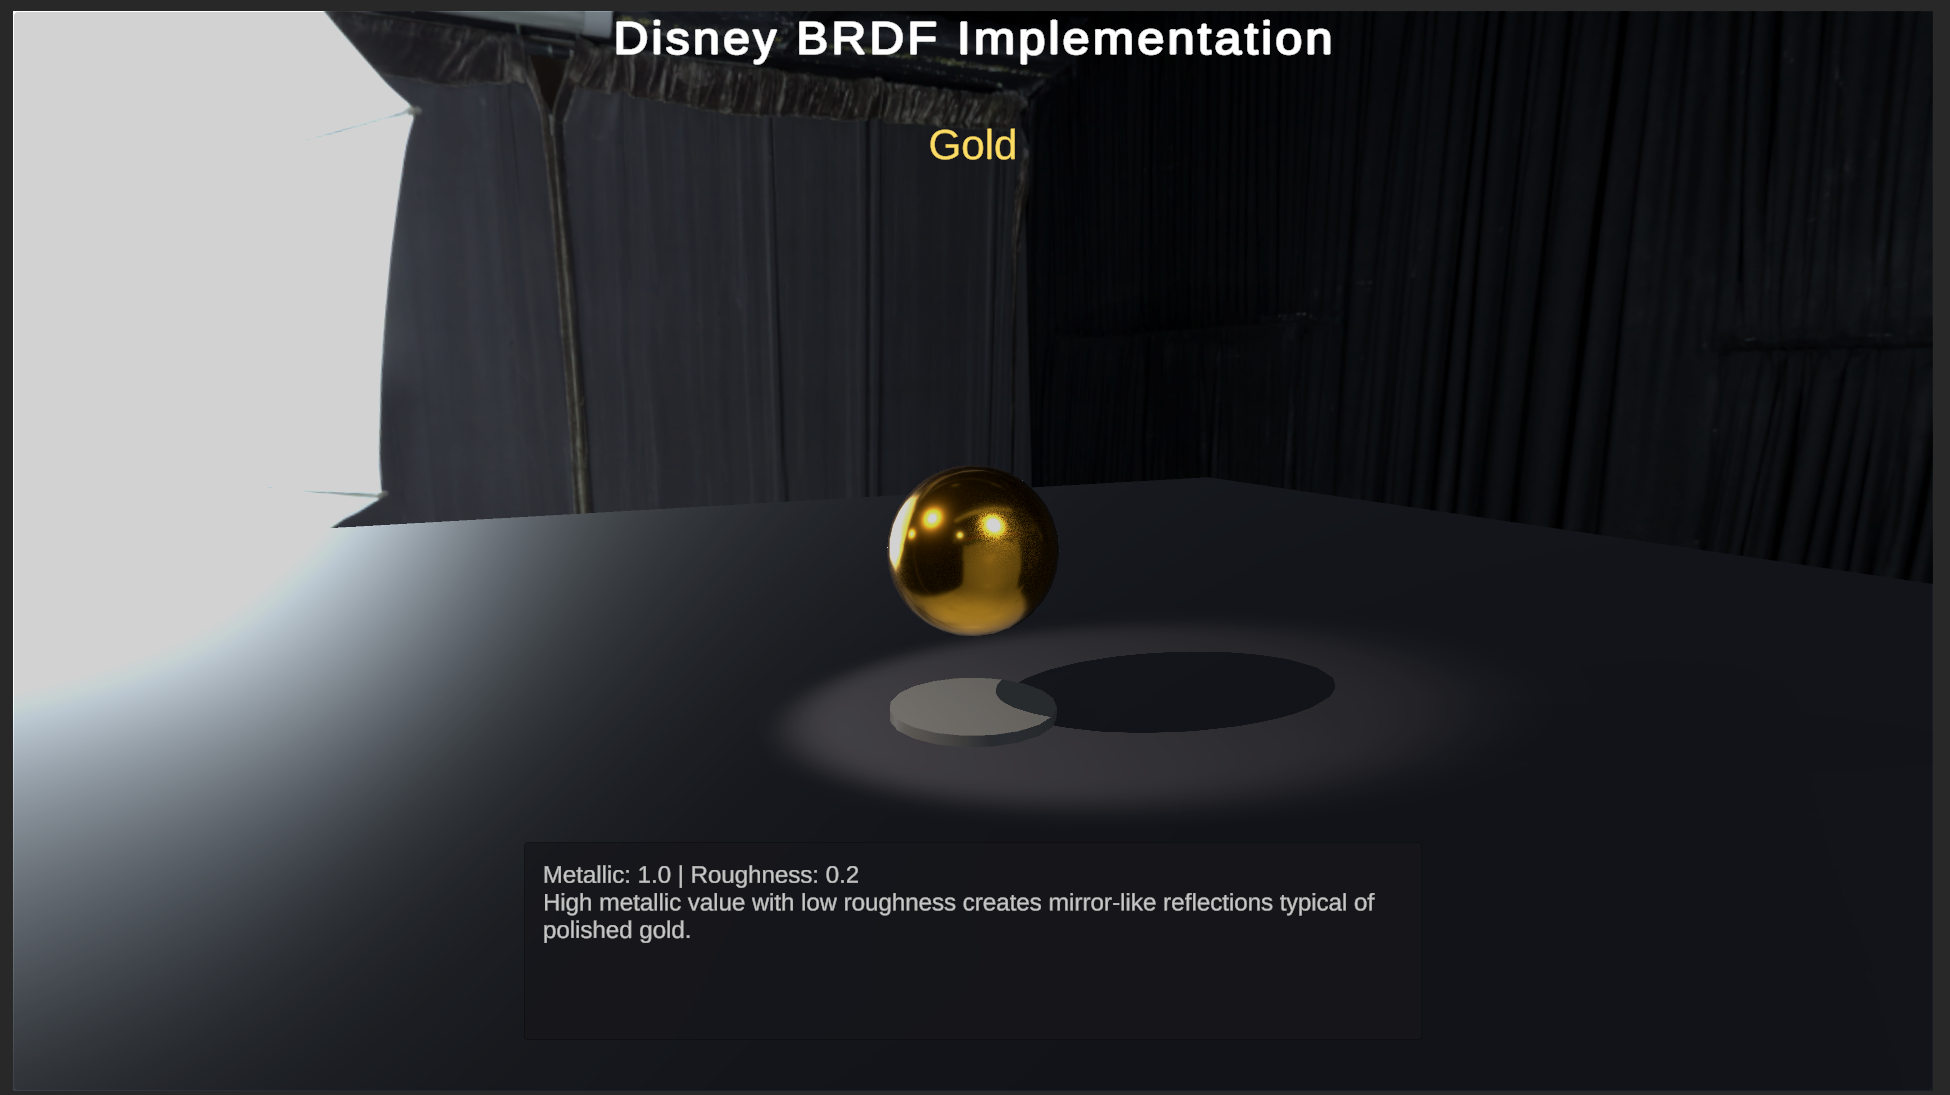 Disney BRDF Implementation
Gold
Metallic: 1.0 | Roughness: 0.2
High metallic value with low roughness creates mirror-like reflections typical of
polished gold.